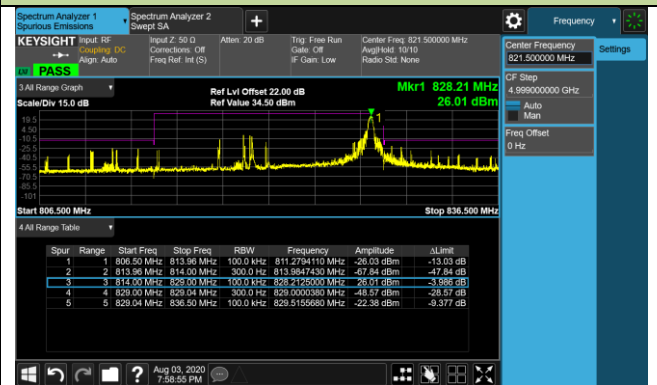 Spectrum Analyzer 1
Spurious Emissions
Spectrum Analyzer 2
Swept SA
Frequency
KEYSIGHT
Input: RF
Coupling: DC
Align: Auto
Input Z: 50 Ω
Corrections: Off
Freq Ref: Int (S)
Atten: 20 dB
Trig: Free Run
Gate: Off
IF Gain: Low
Center Freq: 821.500000 MHz
Avg|Hold: 10/10
Radio Std: None
PASS
Center Frequency
821.500000 MHz
Settings
CF Step
4.999000000 GHz
Auto
Man
Freq Offset
0 Hz
3 All Range Graph
Scale/Div 15.0 dB
Ref Lvl Offset 22.00 dB
Ref Value 34.50 dBm
Mkr1 828.21 MHz
26.01 dBm
1
19.5
4.50
-10.5
-25.5
-40.5
-55.5
-70.5
-85.5
-101
Start 806.500 MHz
Stop 836.500 MHz
4 All Range Table
Spur Range Start Freq Stop Freq RBW Frequency Amplitude ΔLimit
1 1 806.50 MHz 813.96 MHz 100.0 kHz 811.2794110 MHz -26.03 dBm -13.03 dB
2 2 813.96 MHz 814.00 MHz 300.0 Hz 813.9847430 MHz -67.84 dBm -47.84 dB
3 3 814.00 MHz 829.00 MHz 100.0 kHz 828.2125000 MHz 26.01 dBm -3.986 dB
4 4 829.00 MHz 829.04 MHz 300.0 Hz 829.0000380 MHz -48.57 dBm -28.57 dB
5 5 829.04 MHz 836.50 MHz 100.0 kHz 829.5155680 MHz -22.38 dBm -9.377 dB
Aug 03, 2020
7:58:55 PM